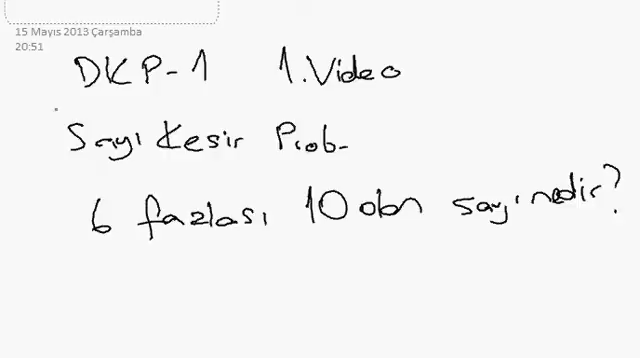 15 Mayıs 2013 Çarşamba
20:51
DKP-1 1.Video
Sayı Kesir Prob-
6 fazlası 10 olan sayı nedir?